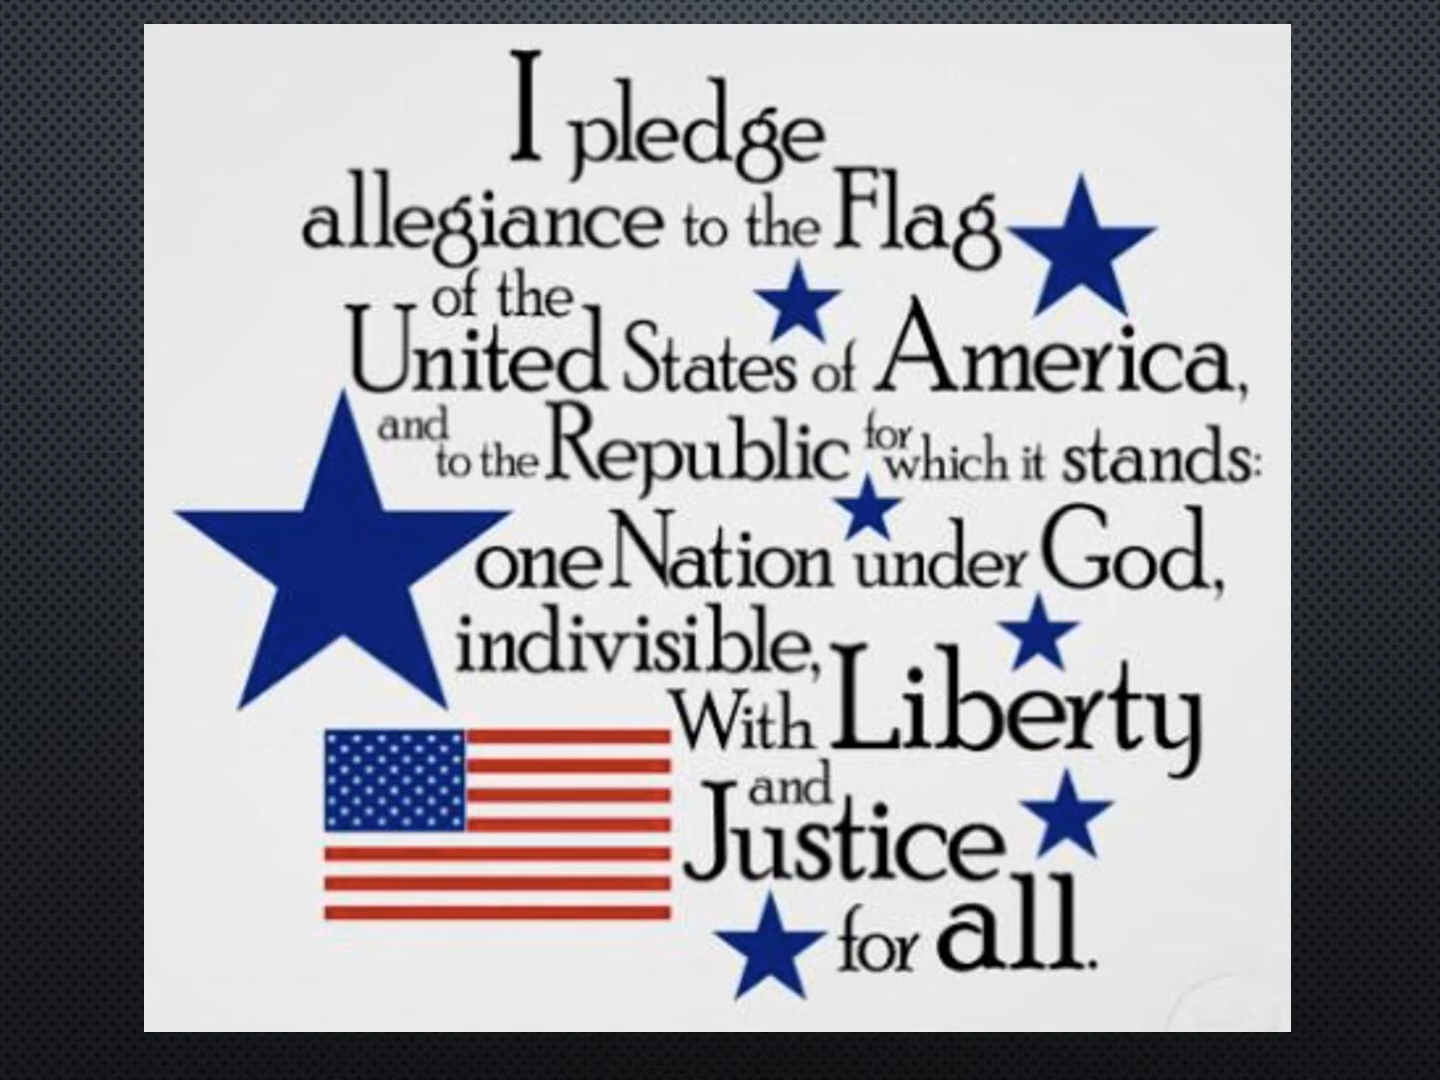 I pledge
allegiance to the Flag
of the
United States of America,
and
to the Republic for which it stands:
one Nation under God,
indivisible,
With Liberty
and
Justice
for all.